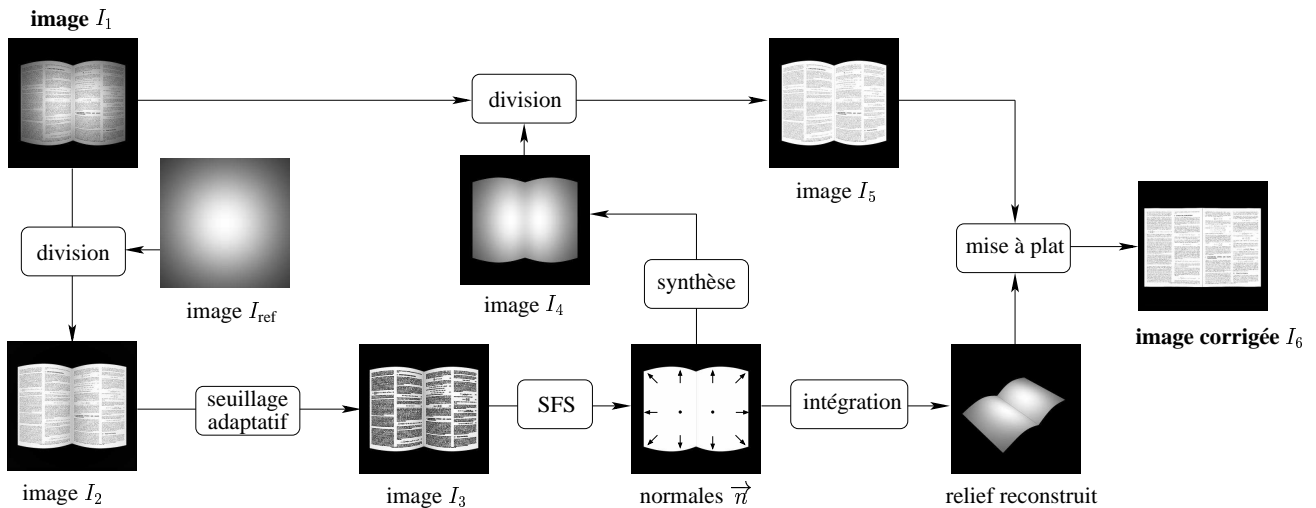 image I₁
division
image I₅
division
image I_ref
image I₄
synthèse
mise à plat
image corrigée I₆
seuillage
adaptatif
SFS
intégration
image I₂
image I₃
normales n⃗
relief reconstruit